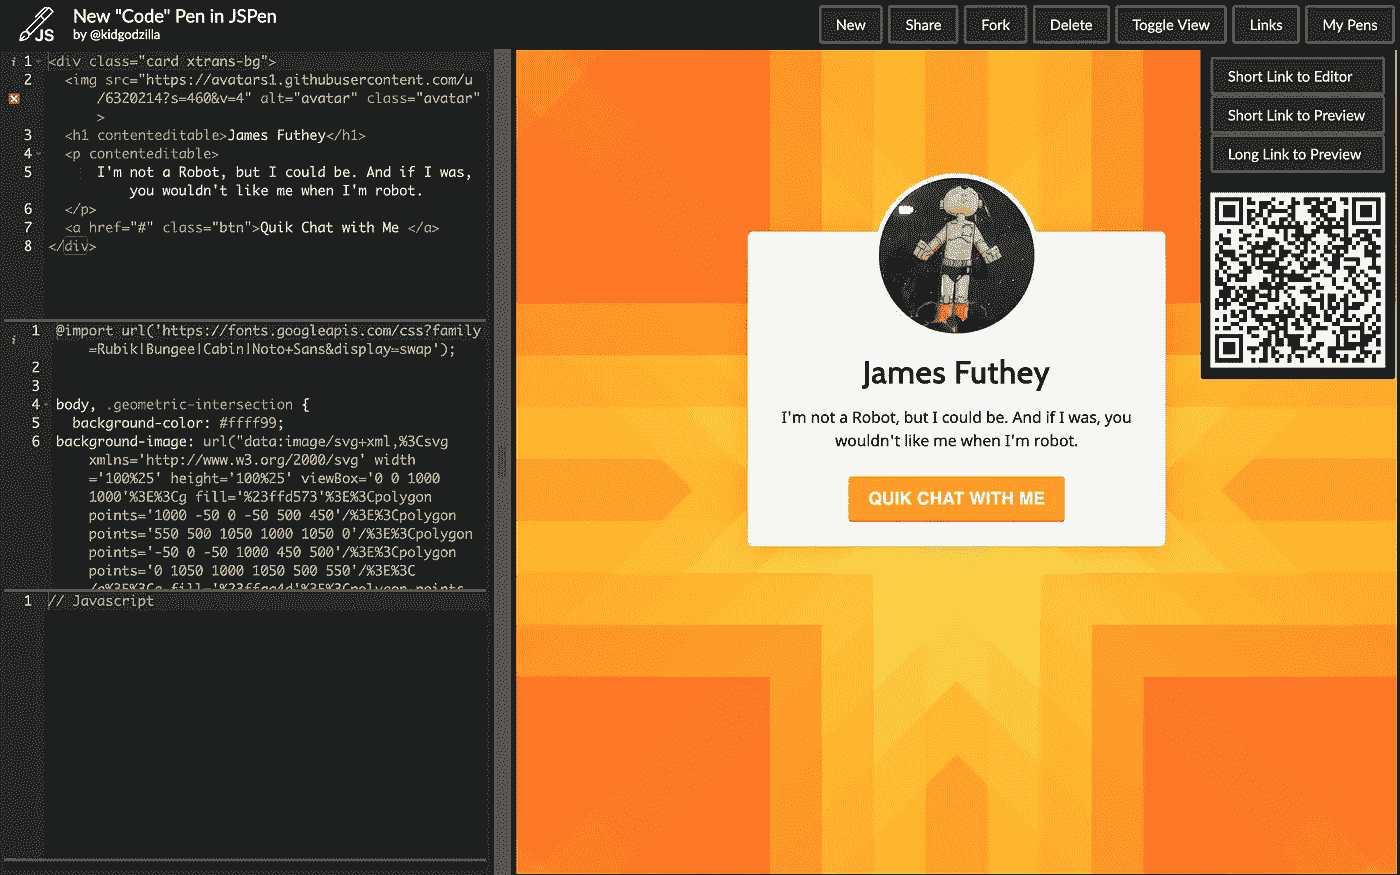 JS
New "Code" Pen in JSPen
by @kidgodzilla
New Share Fork Delete Toggle View Links My Pens
i 1 <div class="card xtrans-bg">
2 <img src="https://avatars1.githubusercontent.com/u
/6320214?s=460&v=4" alt="avatar" class="avatar"
>
3 <h1 contenteditable>James Futhey</h1>
4 <p contenteditable>
5 I'm not a Robot, but I could be. And if I was,
you wouldn't like me when I'm robot.
6 </p>
7 <a href="#" class="btn">Quik Chat with Me </a>
8 </div>
1 @import url('https://fonts.googleapis.com/css?family
i =Rubik|Bungee|Cabin|Noto+Sans&display=swap');
2
3
4 body, .geometric-intersection {
5 background-color: #ffff99;
6 background-image: url("data:image/svg+xml,%3Csvg
xmlns='http://www.w3.org/2000/svg' width
='100%25' height='100%25' viewBox='0 0 1000
1000'%3E%3Cg fill='%23ffd573'%3E%3Cpolygon
points='1000 -50 0 -50 500 450'/%3E%3Cpolygon
points='550 500 1050 1000 1050 0'/%3E%3Cpolygon
points='-50 0 -50 1000 450 500'/%3E%3Cpolygon
points='0 1050 1000 1050 500 550'/%3E%3C
/g%3E%3Cg fill='%23ffaa4d'%3E%3Cpolygon points
1 // Javascript
James Futhey
I'm not a Robot, but I could be. And if I was, you
wouldn't like me when I'm robot.
QUIK CHAT WITH ME
Short Link to Editor
Short Link to Preview
Long Link to Preview